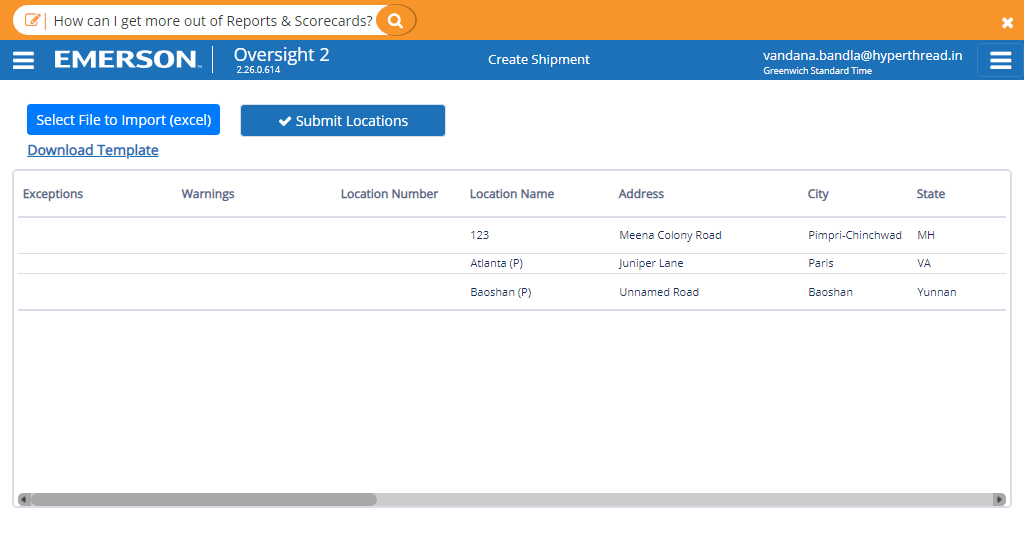 How can I get more out of Reports & Scorecards?
EMERSON™
Oversight 2
2.26.0.614
Create Shipment
vandana.bandla@hyperthread.in
Greenwich Standard Time
Select File to Import (excel)
Submit Locations
Download Template
Exceptions Warnings Location Number Location Name Address City State
123 Meena Colony Road Pimpri-Chinchwad MH
Atlanta (P) Juniper Lane Paris VA
Baoshan (P) Unnamed Road Baoshan Yunnan